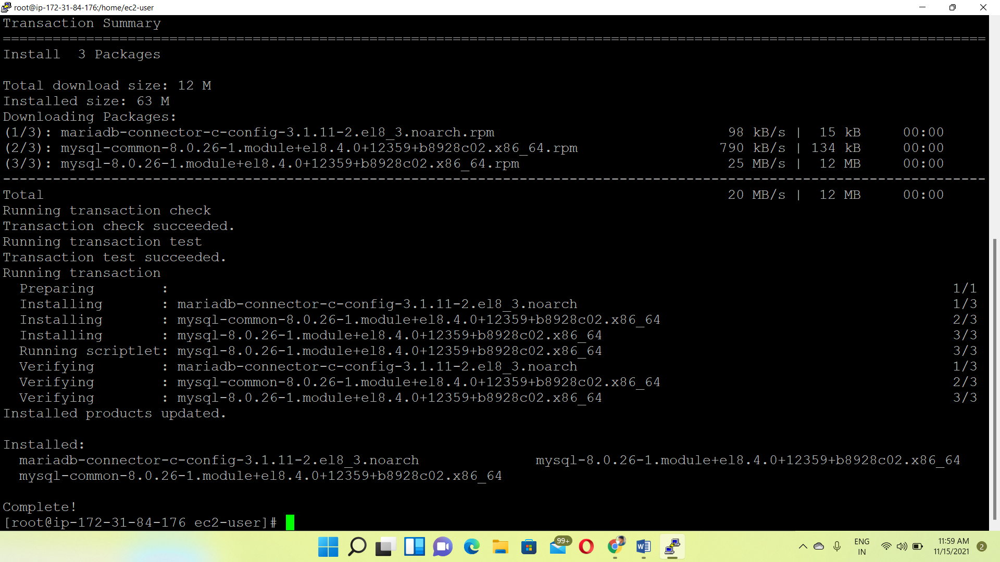 root@ip-172-31-84-176:/home/ec2-user
Transaction Summary
================================================================================
Install  3 Packages
Total download size: 12 M
Installed size: 63 M
Downloading Packages:
(1/3): mariadb-connector-c-config-3.1.11-2.el8_3.noarch.rpm 98 kB/s | 15 kB 00:00
(2/3): mysql-common-8.0.26-1.module+el8.4.0+12359+b8928c02.x86_64.rpm 790 kB/s | 134 kB 00:00
(3/3): mysql-8.0.26-1.module+el8.4.0+12359+b8928c02.x86_64.rpm 25 MB/s | 12 MB 00:00
--------------------------------------------------------------------------------
Total 20 MB/s | 12 MB 00:00
Running transaction check
Transaction check succeeded.
Running transaction test
Transaction test succeeded.
Running transaction
Preparing : 1/1
Installing : mariadb-connector-c-config-3.1.11-2.el8_3.noarch 1/3
Installing : mysql-common-8.0.26-1.module+el8.4.0+12359+b8928c02.x86_64 2/3
Installing : mysql-8.0.26-1.module+el8.4.0+12359+b8928c02.x86_64 3/3
Running scriptlet: mysql-8.0.26-1.module+el8.4.0+12359+b8928c02.x86_64 3/3
Verifying : mariadb-connector-c-config-3.1.11-2.el8_3.noarch 1/3
Verifying : mysql-common-8.0.26-1.module+el8.4.0+12359+b8928c02.x86_64 2/3
Verifying : mysql-8.0.26-1.module+el8.4.0+12359+b8928c02.x86_64 3/3
Installed products updated.
Installed:
mariadb-connector-c-config-3.1.11-2.el8_3.noarch mysql-8.0.26-1.module+el8.4.0+12359+b8928c02.x86_64
mysql-common-8.0.26-1.module+el8.4.0+12359+b8928c02.x86_64
Complete!
[root@ip-172-31-84-176 ec2-user]#
99+
ENG
IN
11:59 AM
11/15/2021
2